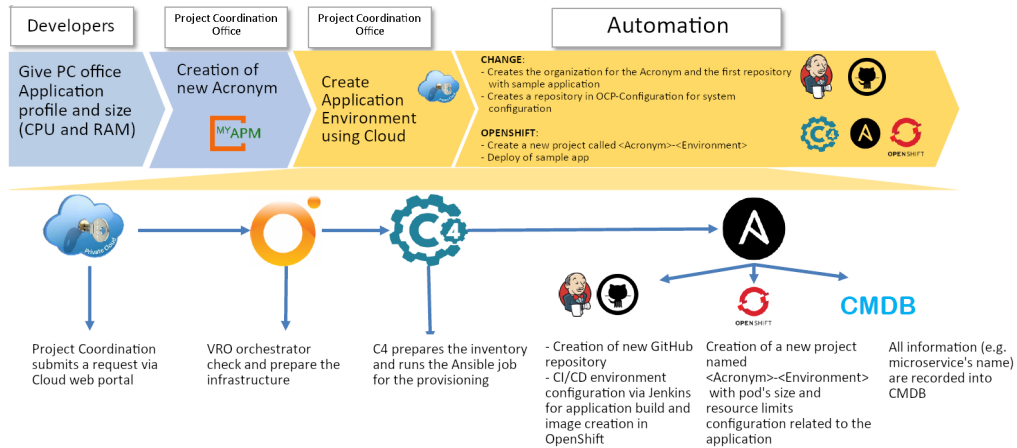 Developers
Project Coordination
Office
Project Coordination
Office
Automation
Give PC office
Application
profile and size
(CPU and RAM)
Creation of
new Acronym
MY APM
Create
Application
Environment
using Cloud
CHANGE:
- Creates the organization for the Acronym and the first repository
with sample application
- Creates a repository in OCP-Configuration for system
configuration
OPENSHIFT:
- Create a new project called <Acronym>-<Environment>
- Deploy of sample app
C4
A
OPENSHIFT
Private Cloud
C4
A
OPENSHIFT
CMDB
Project Coordination
submits a request via
Cloud web portal
VRO orchestrator
check and prepare the
infrastructure
C4 prepares the inventory
and runs the Ansible job
for the provisioning
- Creation of new GitHub
repository
- CI/CD environment
configuration via Jenkins
for application build and
image creation in
OpenShift
Creation of a new project
named
<Acronym>-<Environment>
with pod's size and
resource limits
configuration related to the
application
All information (e.g.
microservice's name)
are recorded into
CMDB